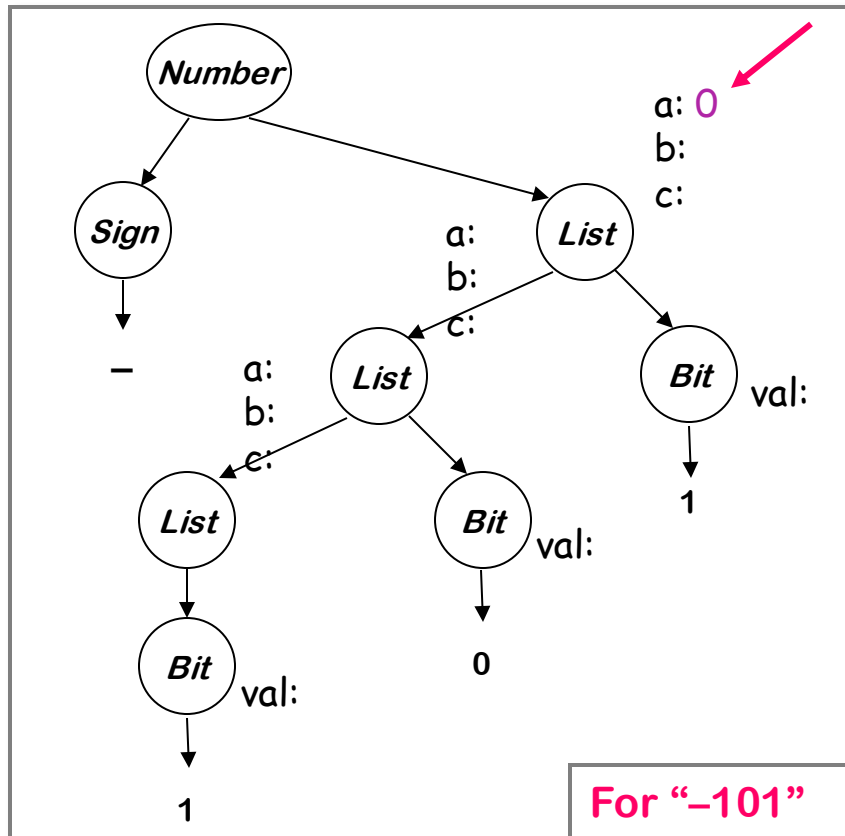 Number
a: 0
b:
c:
Sign
a:
b:
c:
List
–
a:
b:
c:
List
Bit
val:
List
Bit
val:
1
Bit
val:
0
1
For “–101”